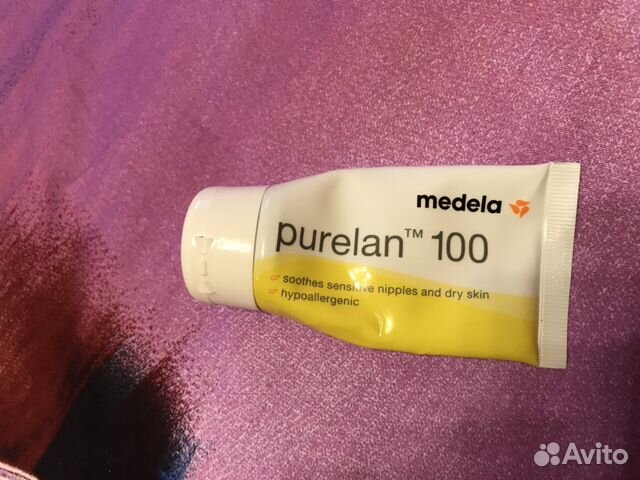 medela
purelan™ 100
soothes sensitive nipples and dry skin
hypoallergenic
Avito